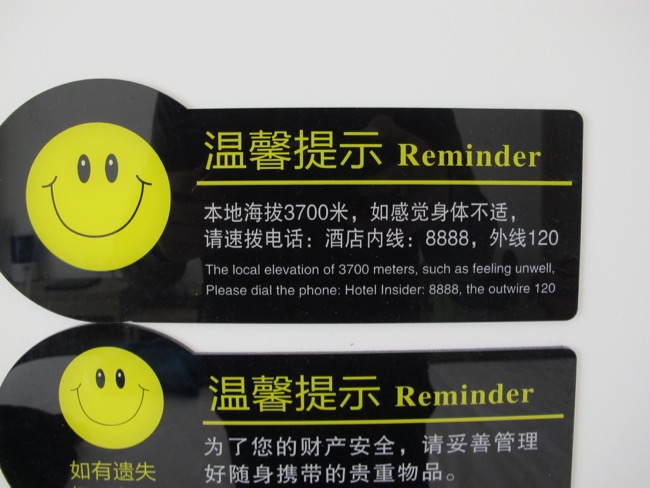 温馨提示 Reminder
本地海拔3700米，如感觉身体不适，
请速拨电话：酒店内线：8888，外线120
The local elevation of 3700 meters, such as feeling unwell,
Please dial the phone: Hotel Insider: 8888, the outwire 120
温馨提示 Reminder
为了您的财产安全，请妥善管理
好随身携带的贵重物品。
如有遗失